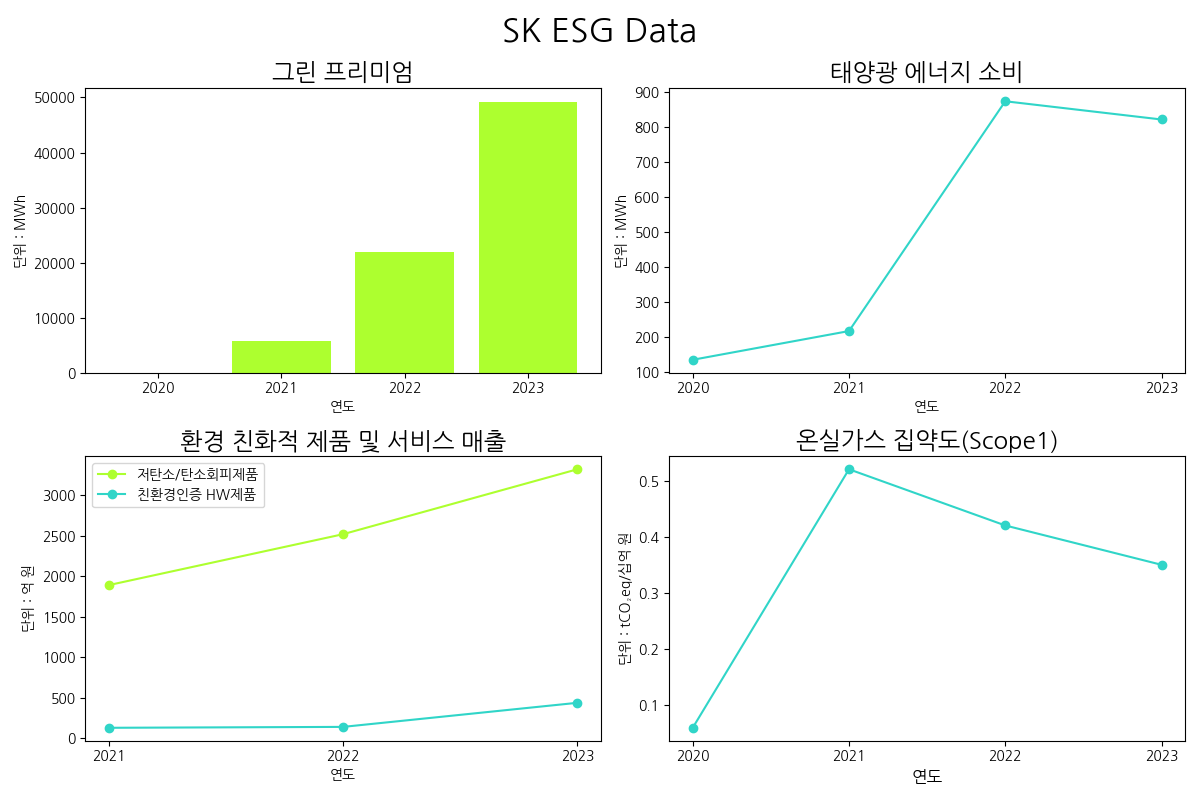 SK ESG Data
그린 프리미엄
단위 : MWh
50000
40000
30000
20000
10000
0
2020 2021 2022 2023
연도
태양광 에너지 소비
단위 : MWh
900
800
700
600
500
400
300
200
100
2020 2021 2022 2023
연도
환경 친화적 제품 및 서비스 매출
저탄소/탄소회피제품
친환경인증 HW제품
단위 : 억 원
3000
2500
2000
1500
1000
500
0
2021 2022 2023
연도
온실가스 집약도(Scope1)
단위 : tCO₂eq/십억 원
0.5
0.4
0.3
0.2
0.1
2020 2021 2022 2023
연도